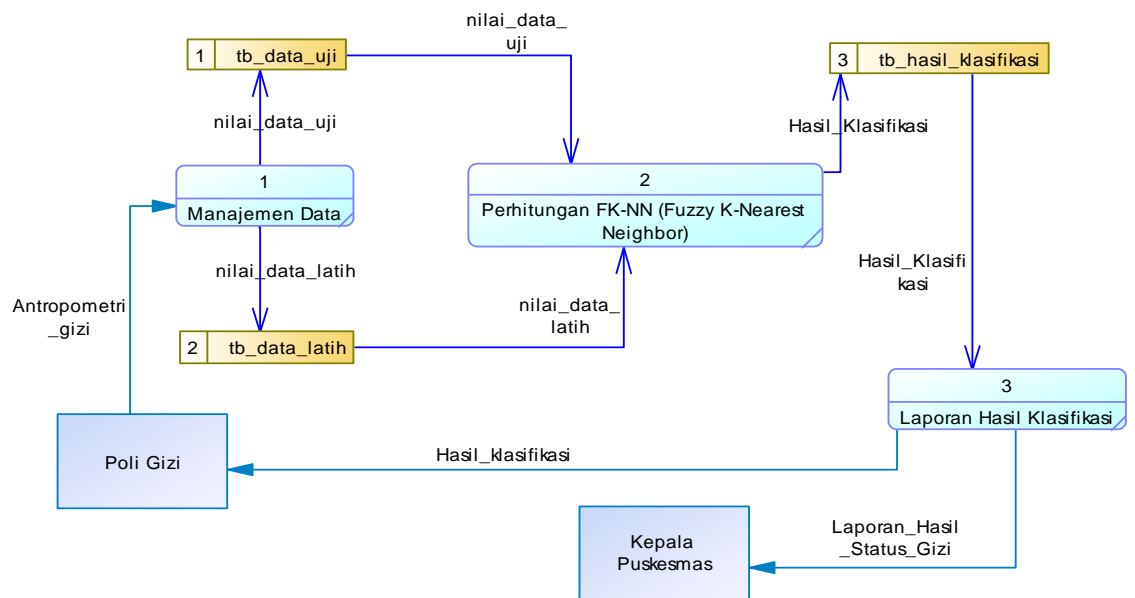 nilai_data_
uji
1 tb_data_uji
3 tb_hasil_klasifikasi
nilai_data_uji
Hasil_Klasifikasi
1
Manajemen Data
2
Perhitungan FK-NN (Fuzzy K-Nearest
Neighbor)
nilai_data_latih
Hasil_Klasifi
kasi
Antropometri
_gizi
nilai_data_
latih
2 tb_data_latih
3
Laporan Hasil Klasifikasi
Poli Gizi
Hasil_klasifikasi
Kepala
Puskesmas
Laporan_Hasil
_Status_Gizi